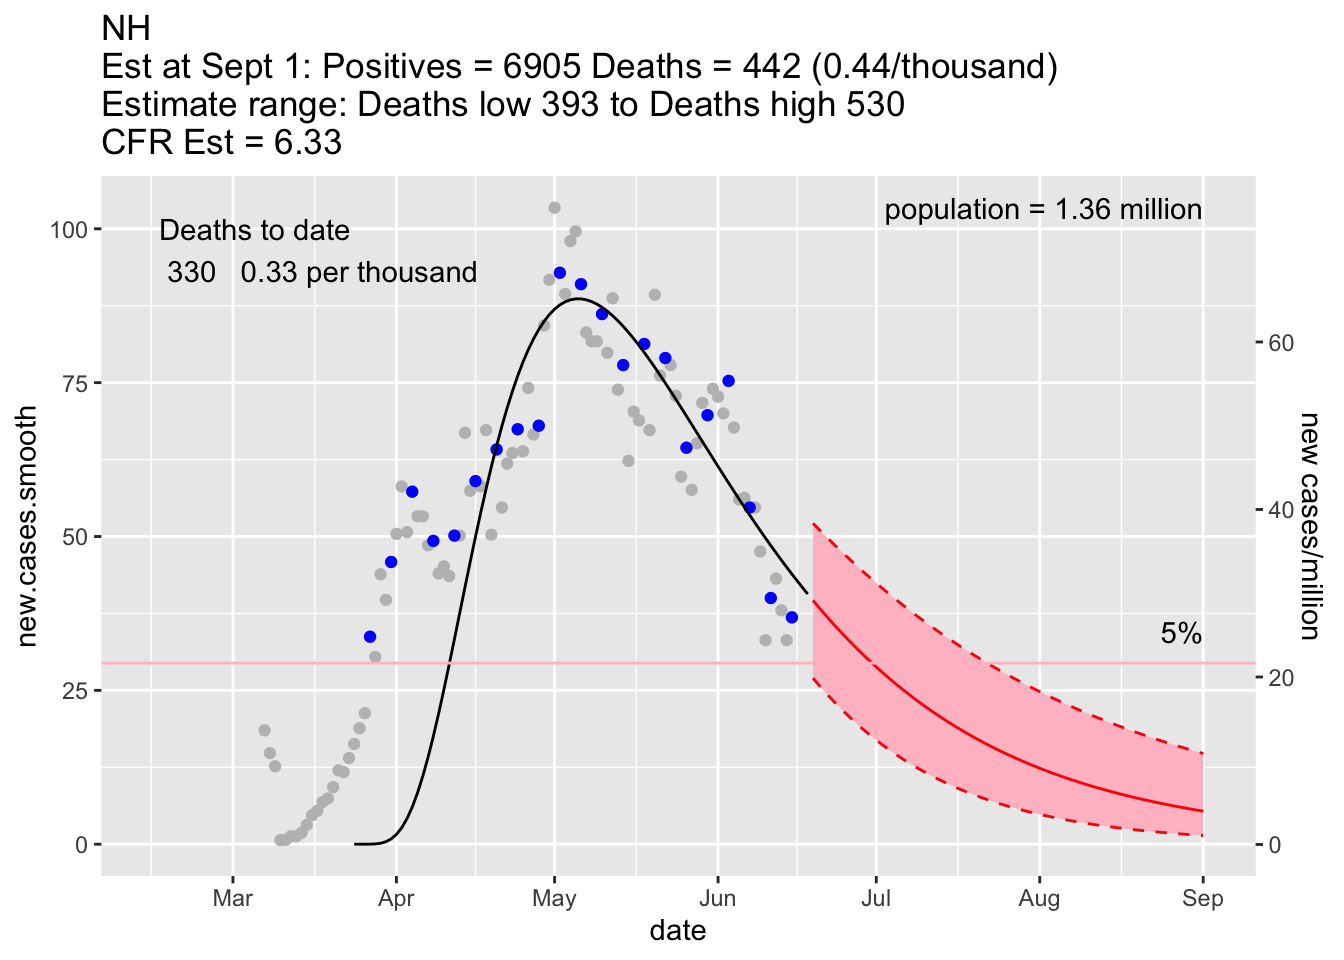 NH
Est at Sept 1: Positives = 6905 Deaths = 442 (0.44/thousand)
Estimate range: Deaths low 393 to Deaths high 530
CFR Est = 6.33
population = 1.36 million
Deaths to date
330 0.33 per thousand
100
75
50
25
0
new.cases.smooth
60
40
20
0
new cases/million
5%
Mar Apr May Jun Jul Aug Sep
date